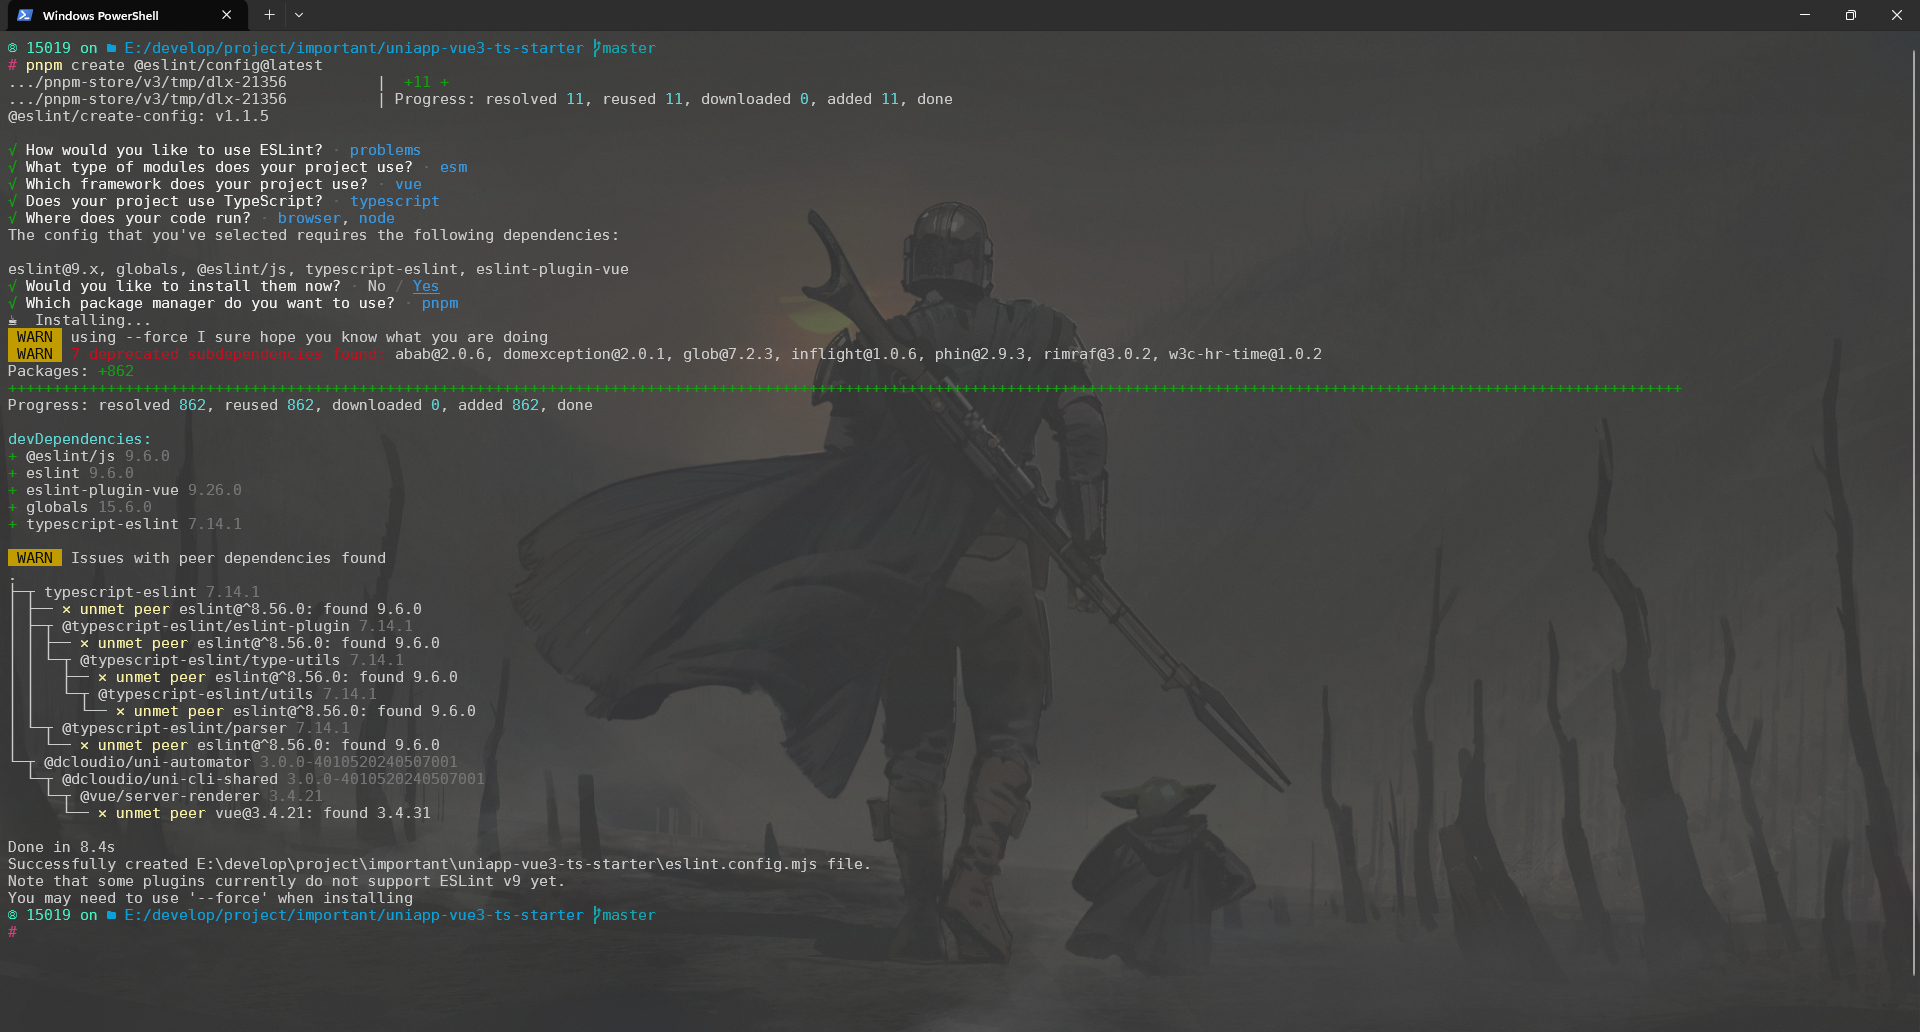 Windows PowerShell
@ 15019 on E:/develop/project/important/uniapp-vue3-ts-starter master
# pnpm create @eslint/config@latest
.../pnpm-store/v3/tmp/dlx-21356 | +11 +
.../pnpm-store/v3/tmp/dlx-21356 | Progress: resolved 11, reused 11, downloaded 0, added 11, done
@eslint/create-config: v1.1.5
√ How would you like to use ESLint? · problems
√ What type of modules does your project use? · esm
√ Which framework does your project use? · vue
√ Does your project use TypeScript? · typescript
√ Where does your code run? · browser, node
The config that you've selected requires the following dependencies:
eslint@9.x, globals, @eslint/js, typescript-eslint, eslint-plugin-vue
√ Would you like to install them now? · No / Yes
√ Which package manager do you want to use? · pnpm
☕ Installing...
WARN using --force I sure hope you know what you are doing
WARN 7 deprecated subdependencies found: abab@2.0.6, domexception@2.0.1, glob@7.2.3, inflight@1.0.6, phin@2.9.3, rimraf@3.0.2, w3c-hr-time@1.0.2
Packages: +862
++++++++++++++++++++++++++++++++++++++++++++++++++++++++++++++++++++++++++++++++++++++++++++++++++++++++++++++++++++++++++++++++++++++++++++++++++++++++++++++++++++++++++++++++++++++++++
Progress: resolved 862, reused 862, downloaded 0, added 862, done
devDependencies:
+ @eslint/js 9.6.0
+ eslint 9.6.0
+ eslint-plugin-vue 9.26.0
+ globals 15.6.0
+ typescript-eslint 7.14.1
WARN Issues with peer dependencies found
.
├─┬ typescript-eslint 7.14.1
│ ├── × unmet peer eslint@^8.56.0: found 9.6.0
│ ├─┬ @typescript-eslint/eslint-plugin 7.14.1
│ │ ├── × unmet peer eslint@^8.56.0: found 9.6.0
│ │ └─┬ @typescript-eslint/type-utils 7.14.1
│ │   ├── × unmet peer eslint@^8.56.0: found 9.6.0
│ │   └─┬ @typescript-eslint/utils 7.14.1
│ │     └── × unmet peer eslint@^8.56.0: found 9.6.0
│ └─┬ @typescript-eslint/parser 7.14.1
│   └── × unmet peer eslint@^8.56.0: found 9.6.0
└─┬ @dcloudio/uni-automator 3.0.0-4010520240507001
  └─┬ @dcloudio/uni-cli-shared 3.0.0-4010520240507001
    └─┬ @vue/server-renderer 3.4.21
      └── × unmet peer vue@3.4.21: found 3.4.31
Done in 8.4s
Successfully created E:\develop\project\important\uniapp-vue3-ts-starter\eslint.config.mjs file.
Note that some plugins currently do not support ESLint v9 yet.
You may need to use '--force' when installing
@ 15019 on E:/develop/project/important/uniapp-vue3-ts-starter master
#